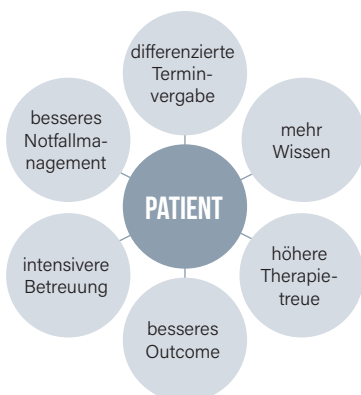 differenzierte
Termin-
vergabe
mehr
Wissen
höhere
Therapie-
treue
besseres
Outcome
intensivere
Betreuung
besseres
Notfallma-
nagement
PATIENT